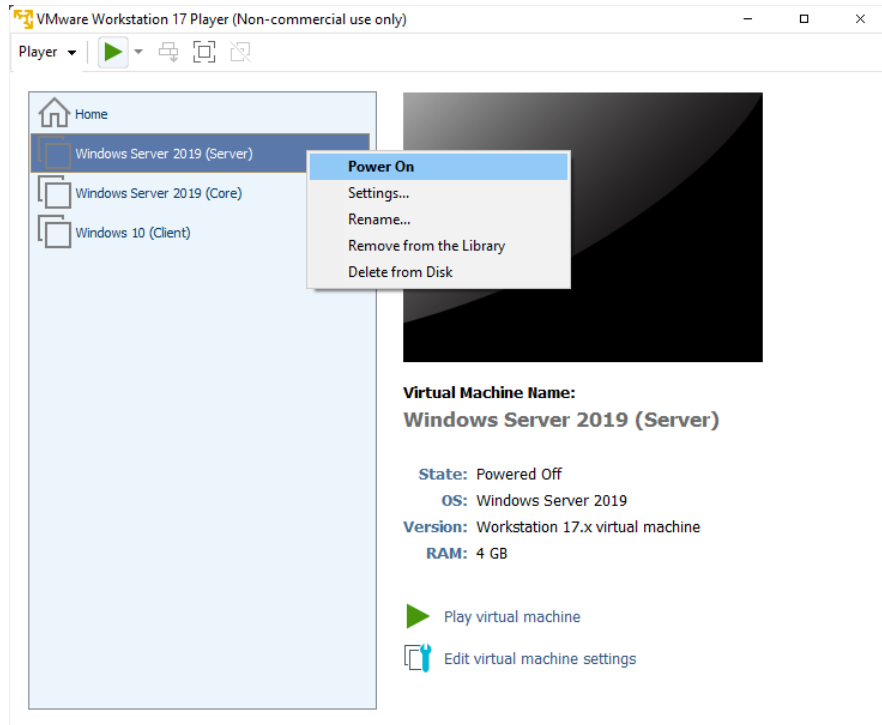 VMware Workstation 17 Player (Non-commercial use only)
Player
Home
Windows Server 2019 (Server)
Windows Server 2019 (Core)
Windows 10 (Client)
Power On
Settings...
Rename...
Remove from the Library
Delete from Disk
Virtual Machine Name:
Windows Server 2019 (Server)
State: Powered Off
OS: Windows Server 2019
Version: Workstation 17.x virtual machine
RAM: 4 GB
Play virtual machine
Edit virtual machine settings